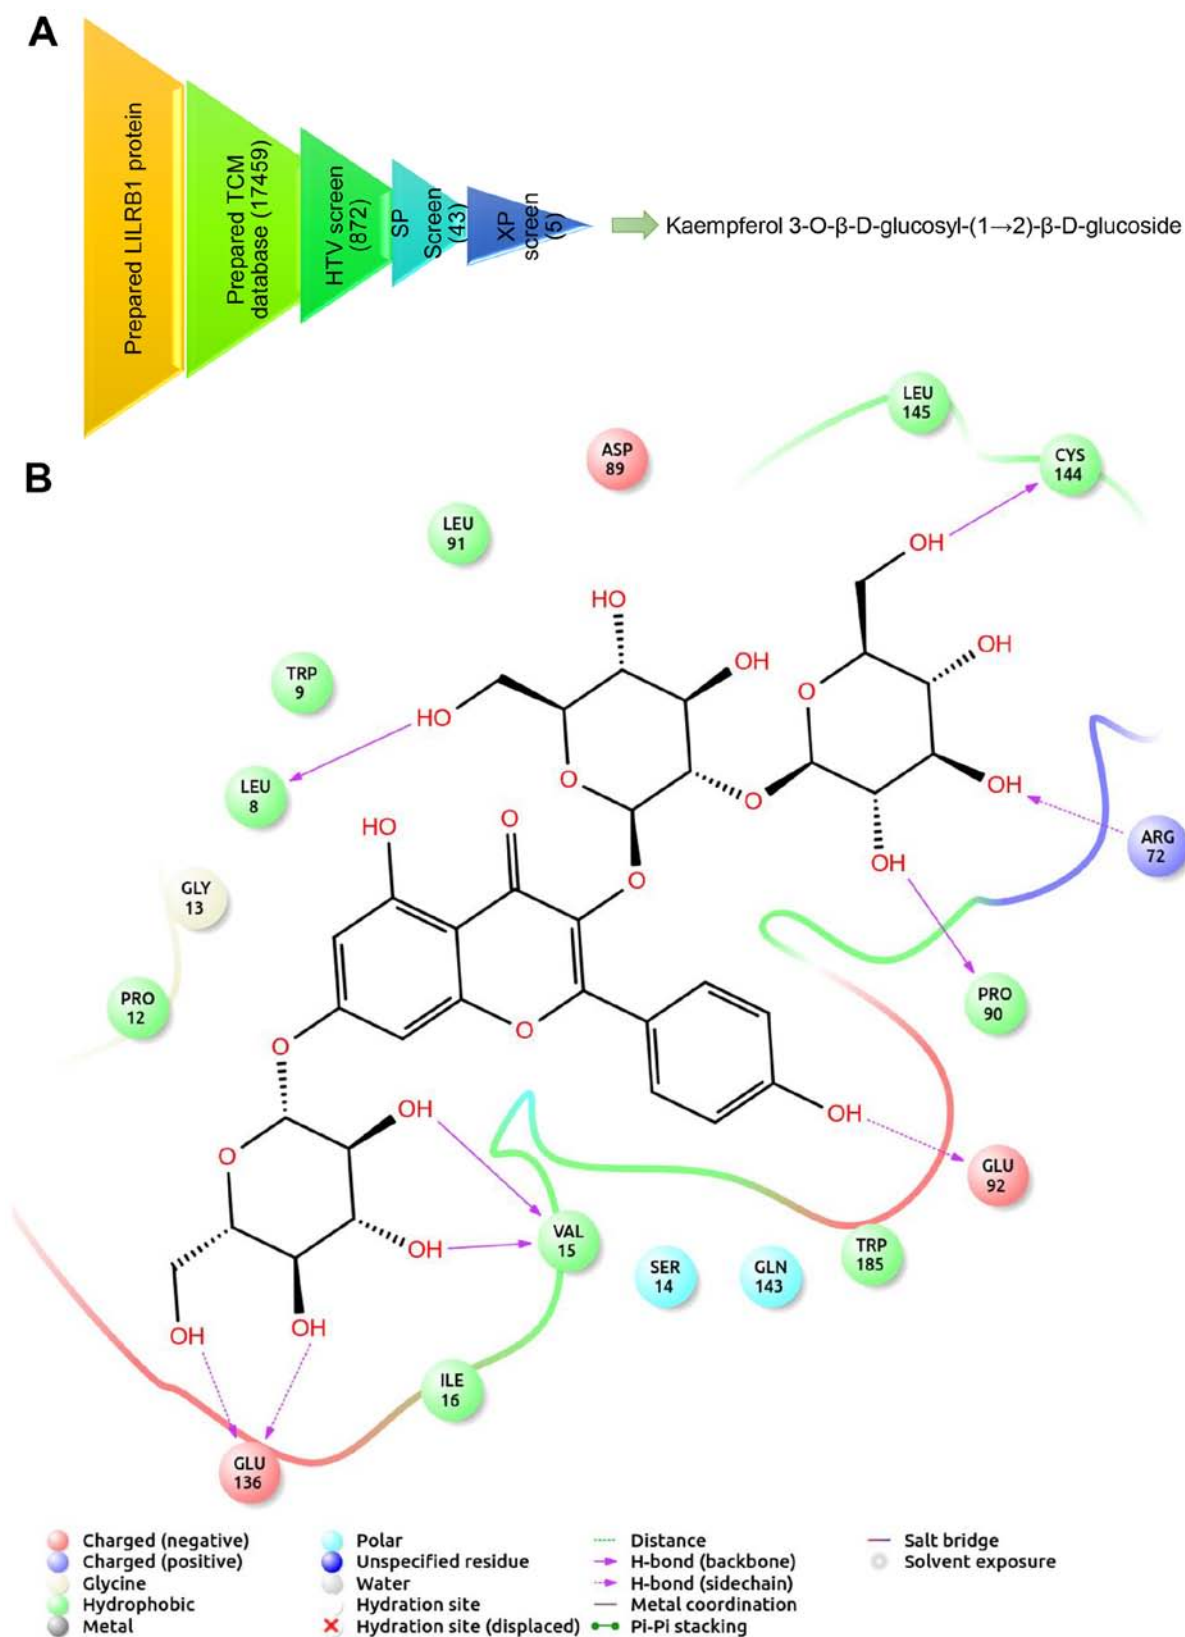 A
Prepared LILRB1 protein
Prepared TCM
database (17459)
HTV screen
(872)
SP
Screen
(43)
XP
screen
(5)
Kaempferol 3-O-β-D-glucosyl-(1→2)-β-D-glucoside
B
LEU
145
ASP
89
CYS
144
LEU
91
OH
HO
OH
OH
TRP
9
HO
O
LEU
8
O
O
OH
HO
O
ARG
72
OH
O
GLY
13
PRO
12
PRO
90
O
O
OH
OH
O
GLU
92
VAL
15
OH
TRP
185
SER
14
GLN
143
OH
OH
ILE
16
GLU
136
Charged (negative)
Charged (positive)
Glycine
Hydrophobic
Metal
Polar
Unspecified residue
Water
Hydration site
Hydration site (displaced)
Distance
H-bond (backbone)
H-bond (sidechain)
Metal coordination
Pi-Pi stacking
Salt bridge
Solvent exposure